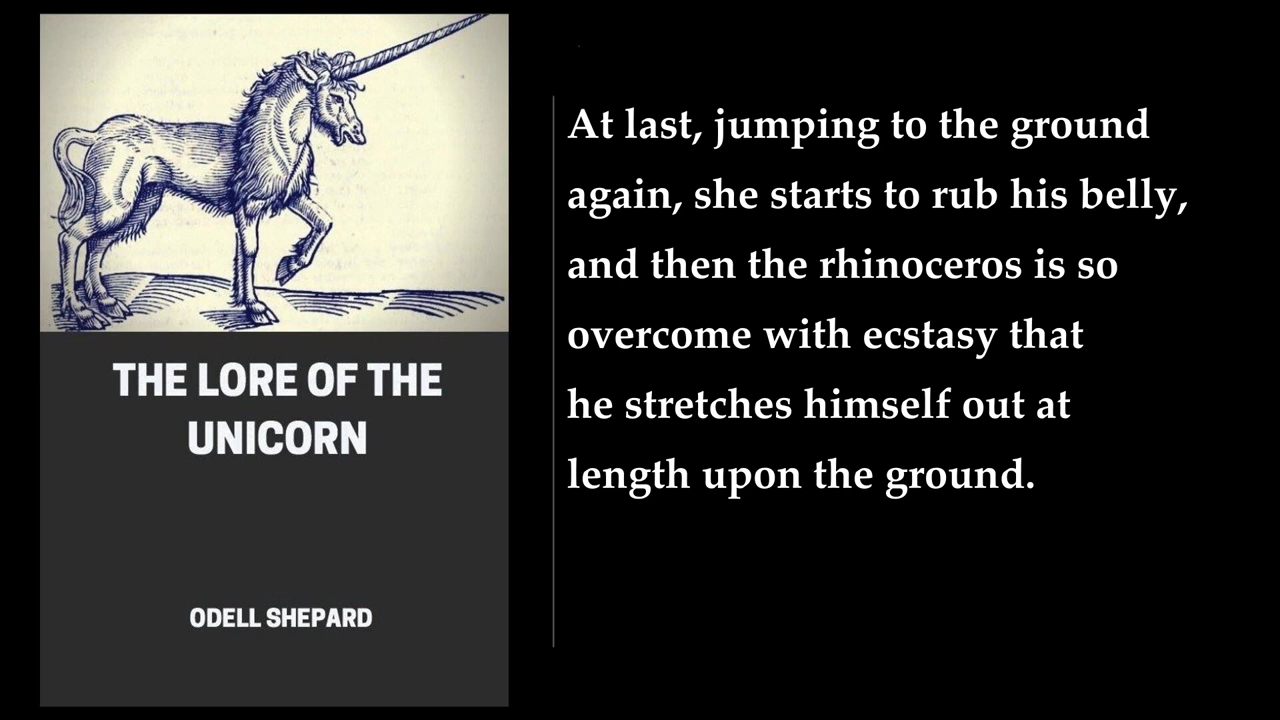 THE LORE OF THE
UNICORN
ODELL SHEPARD
At last, jumping to the ground
again, she starts to rub his belly,
and then the rhinoceros is so
overcome with ecstasy that
he stretches himself out at
length upon the ground.